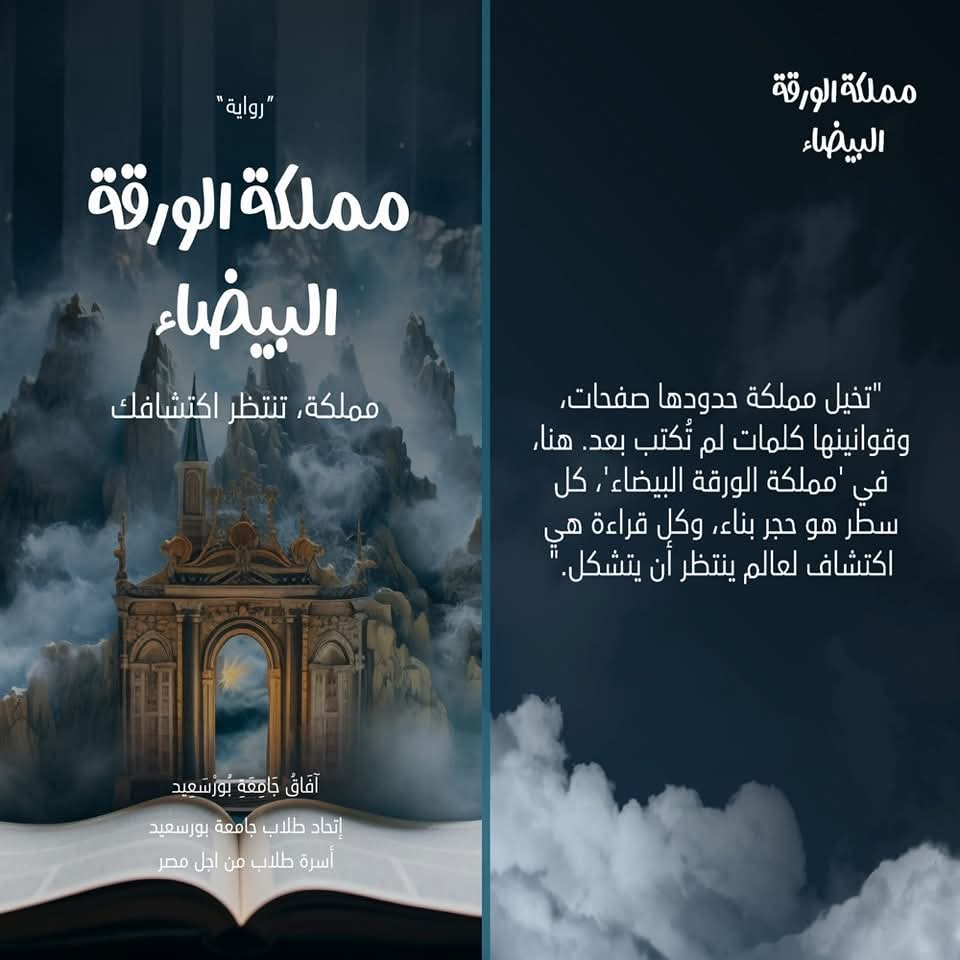 "رواية"
مملكة الورقة
البيضاء
مملكة، تنتظر اكتشافك
آفَاقُ جَامِعَةِ بُورْسَعِيد
إتحاد طلاب جامعة بورسعيد
أسرة طلاب من اجل مصر
مملكة الورقة
البيضاء
"تخيل مملكة حدودها صفحات،
وقوانينها كلمات لم تُكتب بعد. هنا،
في 'مملكة الورقة البيضاء'، كل
سطر هو حجر بناء، وكل قراءة هي
اكتشاف لعالم ينتظر أن يتشكل."